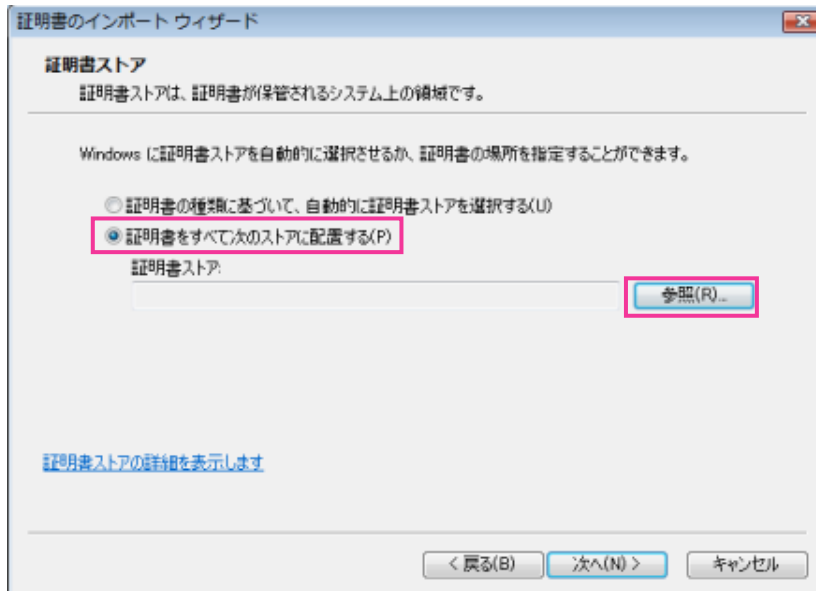 証明書のインポート ウィザード
証明書ストア
証明書ストアは、証明書が保管されるシステム上の領域です。
Windows に証明書ストアを自動的に選択させるか、証明書の場所を指定することができます。
証明書の種類に基づいて、自動的に証明書ストアを選択する(U)
証明書をすべて次のストアに配置する(P)
証明書ストア:
参照(R)...
証明書ストアの詳細を表示します
< 戻る(B)
次へ(N) >
キャンセル